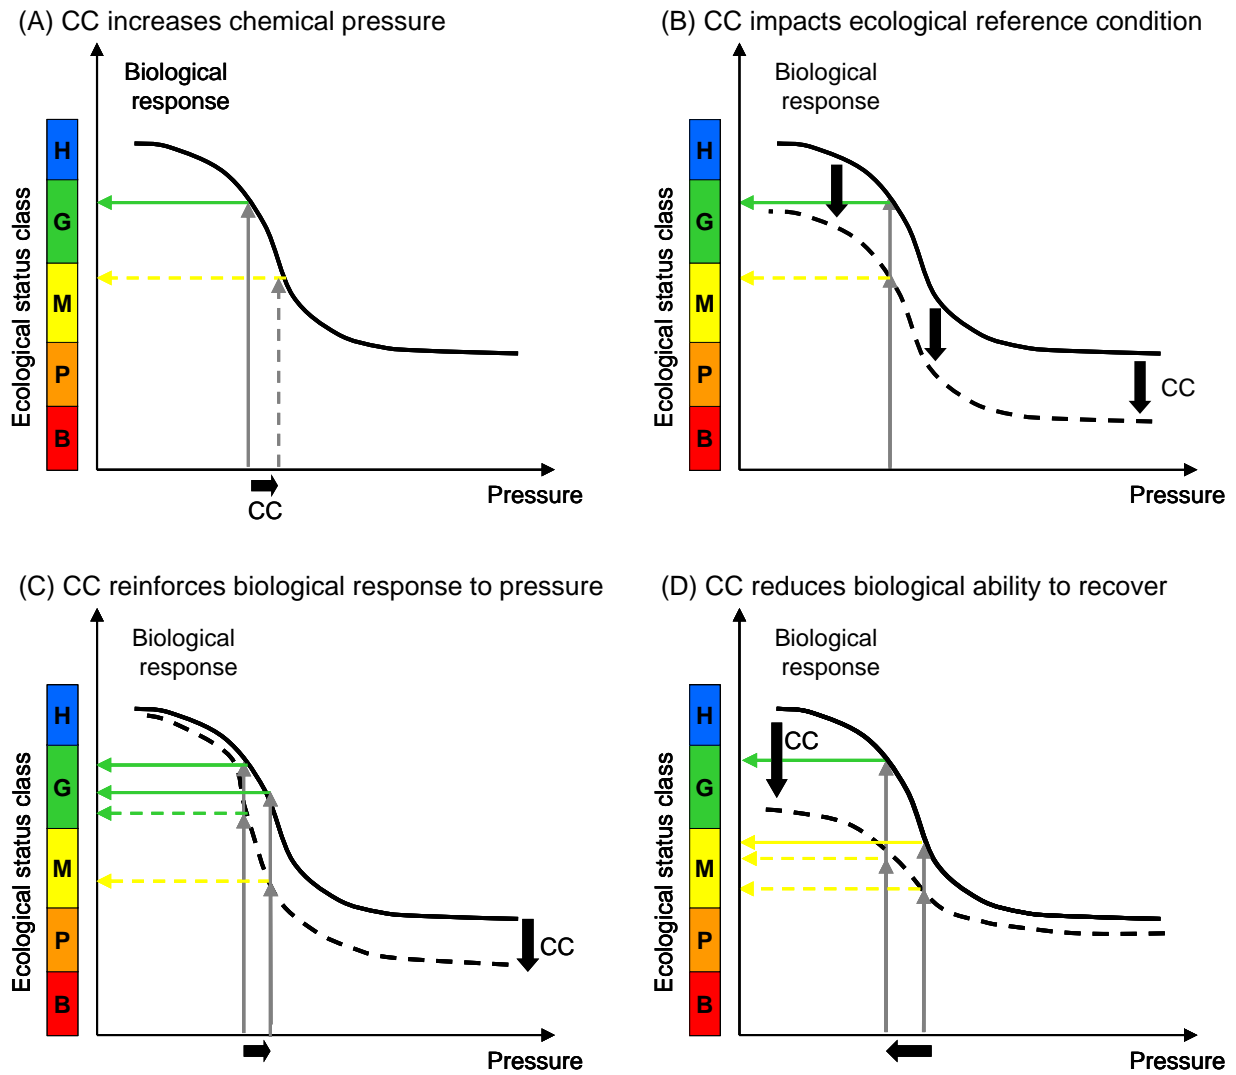 (A) CC increases chemical pressure
Biological
response
Ecological status class
H
G
M
P
B
CC
Pressure
(B) CC impacts ecological reference condition
Biological
response
Ecological status class
H
G
M
P
B
CC
Pressure
(C) CC reinforces biological response to pressure
Biological
response
Ecological status class
H
G
M
P
B
CC
Pressure
(D) CC reduces biological ability to recover
Biological
response
Ecological status class
H
G
M
P
B
CC
Pressure